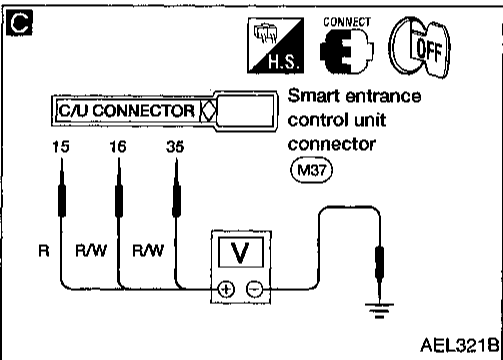 C
H.S.
CONNECT
OFF
C/U CONNECTOR
Smart entrance
control unit
connector
M37
15 16 35
R R/W R/W
V
+ -
AEL321B